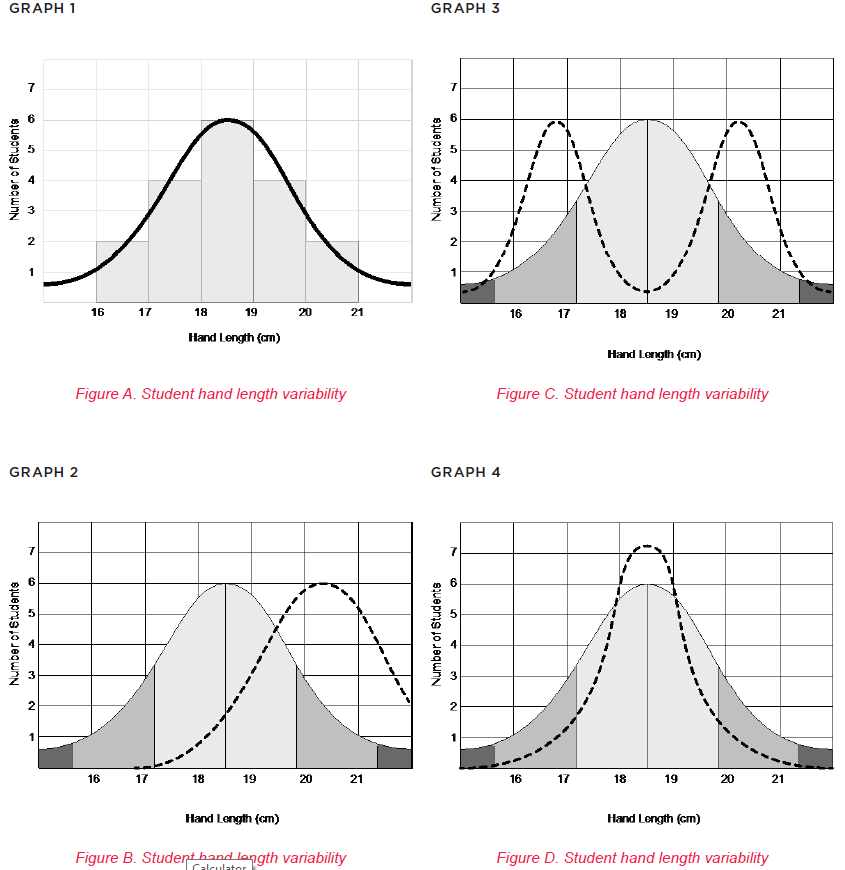 GRAPH 1
7
6
5
4
3
2
1
Number of Students
16 17 18 19 20 21
Hand Length (cm)
Figure A. Student hand length variability
GRAPH 3
7
6
5
4
3
2
1
Number of Students
16 17 18 19 20 21
Hand Length (cm)
Figure C. Student hand length variability
GRAPH 2
7
6
5
4
3
2
1
Number of Students
16 17 18 19 20 21
Hand Length (cm)
Figure B. Student hand length variability
Calculator
GRAPH 4
7
6
5
4
3
2
1
Number of Students
16 17 18 19 20 21
Hand Length (cm)
Figure D. Student hand length variability